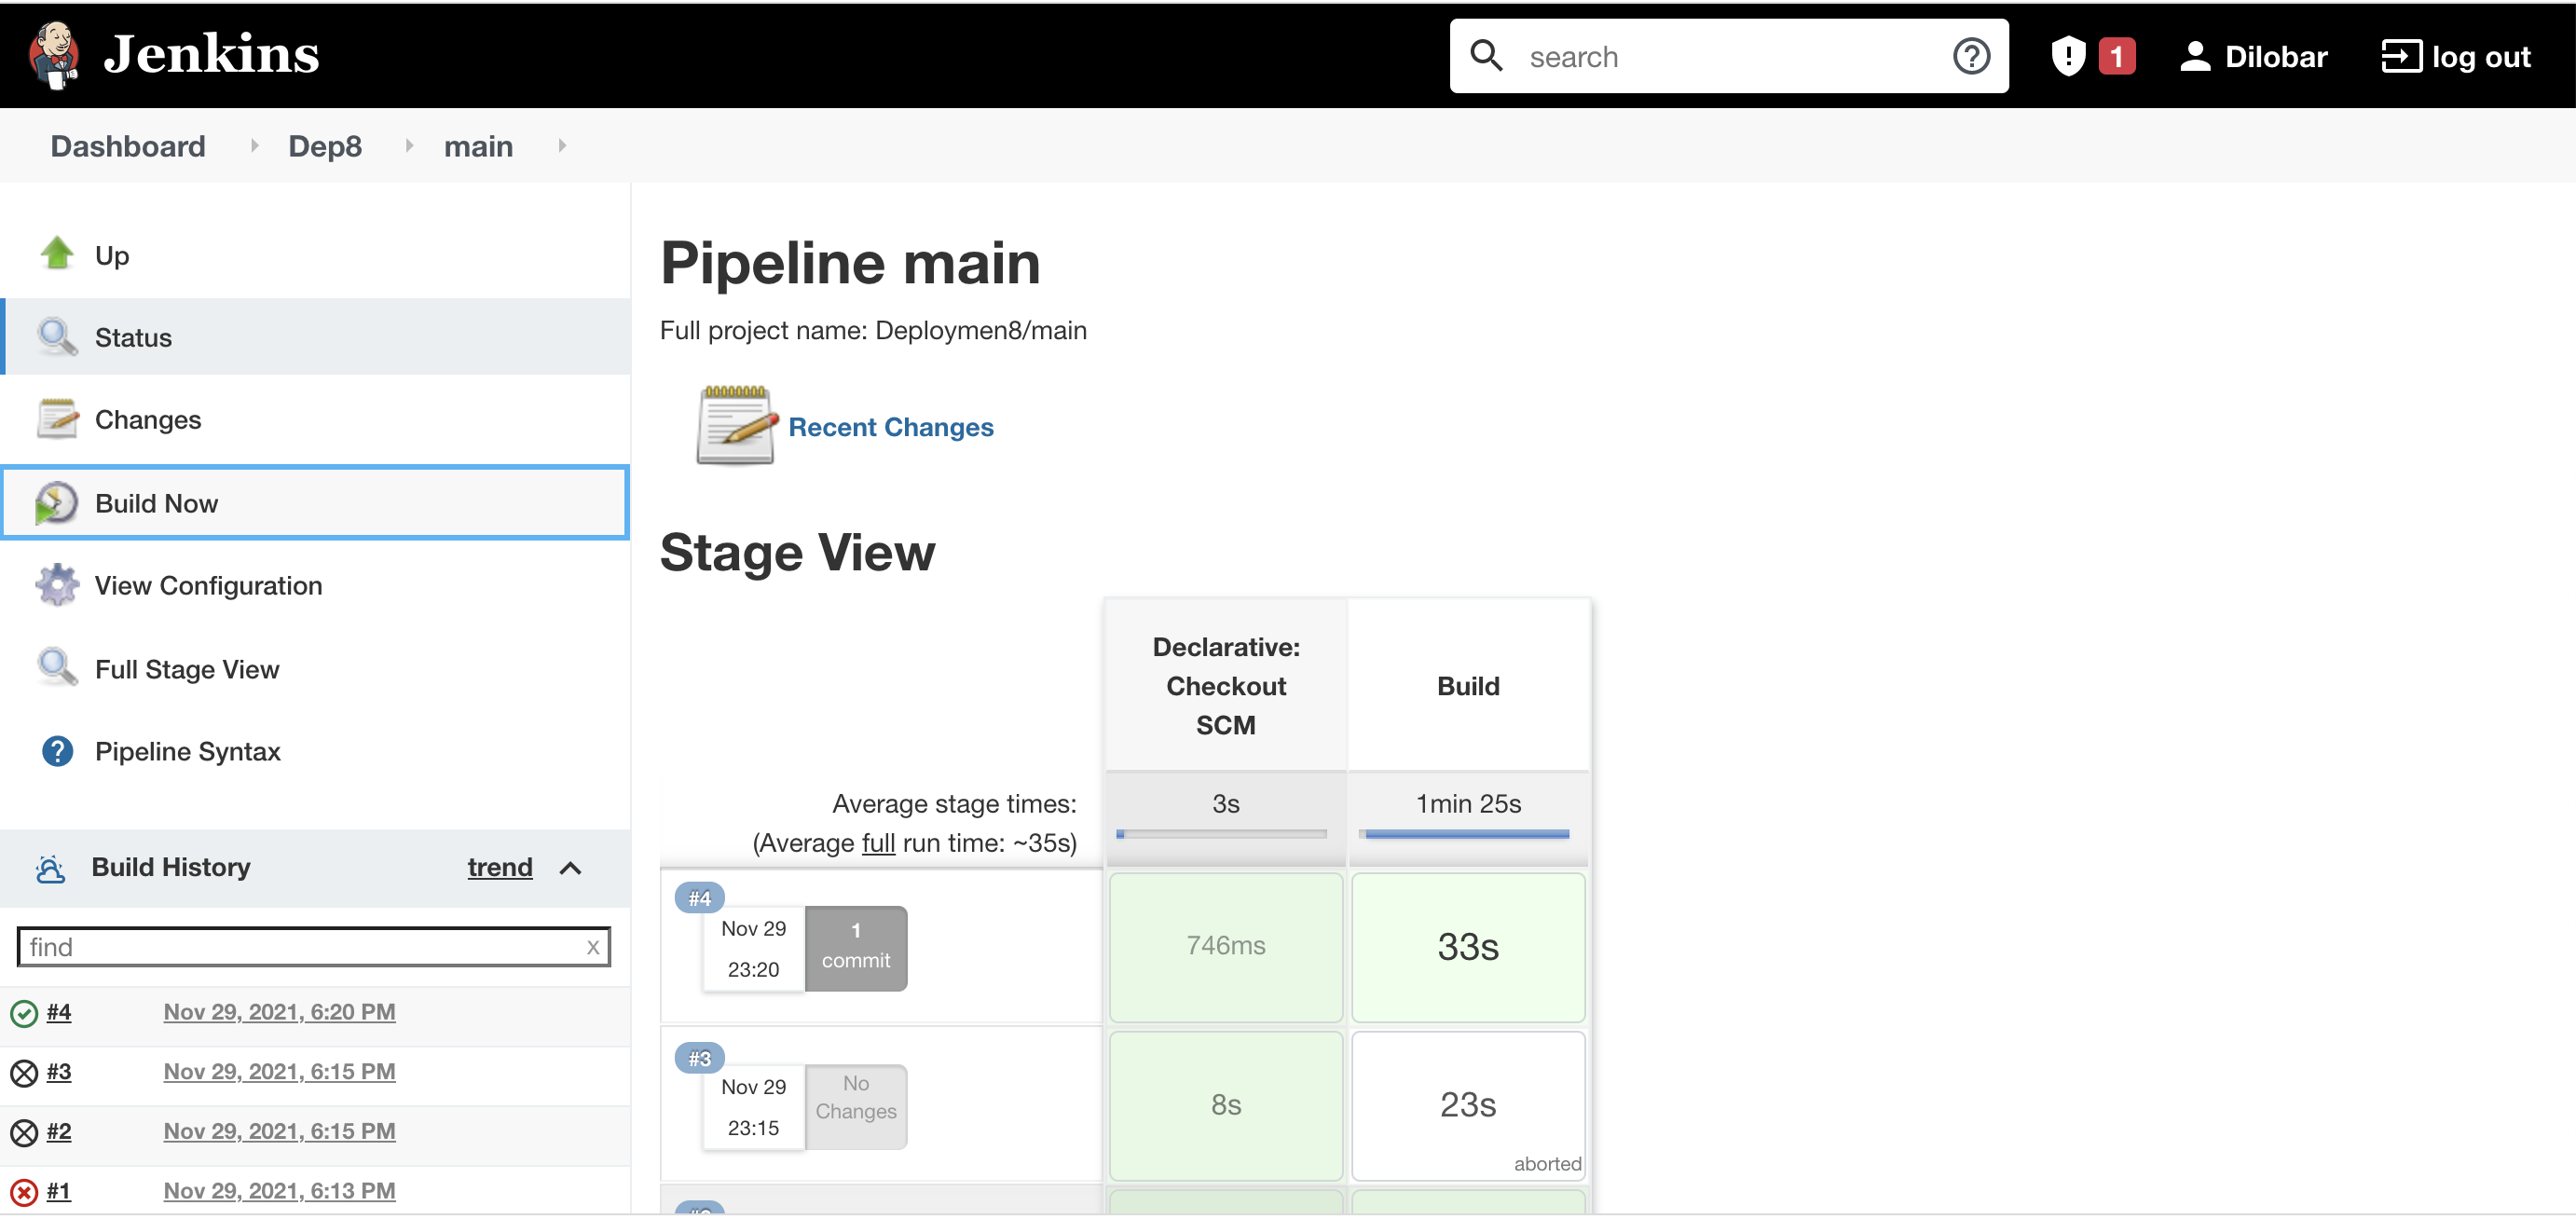 Jenkins
search
1
Dilobar
log out
Dashboard
Dep8
main
Up
Status
Changes
Build Now
View Configuration
Full Stage View
Pipeline Syntax
Build History
trend
find
x
#4
Nov 29, 2021, 6:20 PM
#3
Nov 29, 2021, 6:15 PM
#2
Nov 29, 2021, 6:15 PM
#1
Nov 29, 2021, 6:13 PM
Pipeline main
Full project name: Deploymen8/main
Recent Changes
Stage View
Declarative:
Checkout
SCM
Build
Average stage times:
(Average full run time: ~35s)
3s
1min 25s
#4
Nov 29
23:20
1
commit
746ms
33s
#3
Nov 29
23:15
No
Changes
8s
23s
aborted